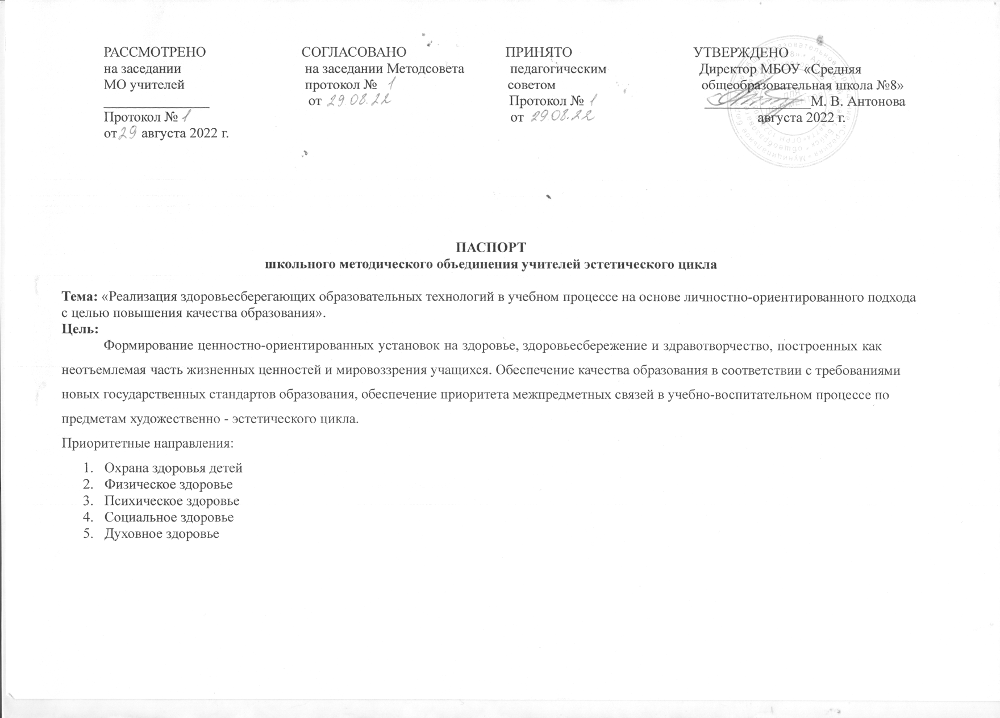 РАССМОТРЕНО
на заседании
МО учителей
_______________
Протокол № 1
от 29 августа 2022 г.
СОГЛАСОВАНО
на заседании Методсовета
протокол № 1
от 29.08.22
ПРИНЯТО
педагогическим
советом
Протокол № 1
от 29.08.22
УТВЕРЖДЕНО
Директор МБОУ «Средняя
общеобразовательная школа №8»
_______________М. В. Антонова
августа 2022 г.
ПАСПОРТ
школьного методического объединения учителей эстетического цикла
Тема: «Реализация здоровьесберегающих образовательных технологий в учебном процессе на основе личностно-ориентированного подхода
с целью повышения качества образования».
Цель:
Формирование ценностно-ориентированных установок на здоровье, здоровьесбережение и здравотворчество, построенных как
неотъемлемая часть жизненных ценностей и мировоззрения учащихся. Обеспечение качества образования в соответствии с требованиями
новых государственных стандартов образования, обеспечение приоритета межпредметных связей в учебно-воспитательном процессе по
предметам художественно - эстетического цикла.
Приоритетные направления:
1. Охрана здоровья детей
2. Физическое здоровье
3. Психическое здоровье
4. Социальное здоровье
5. Духовное здоровье